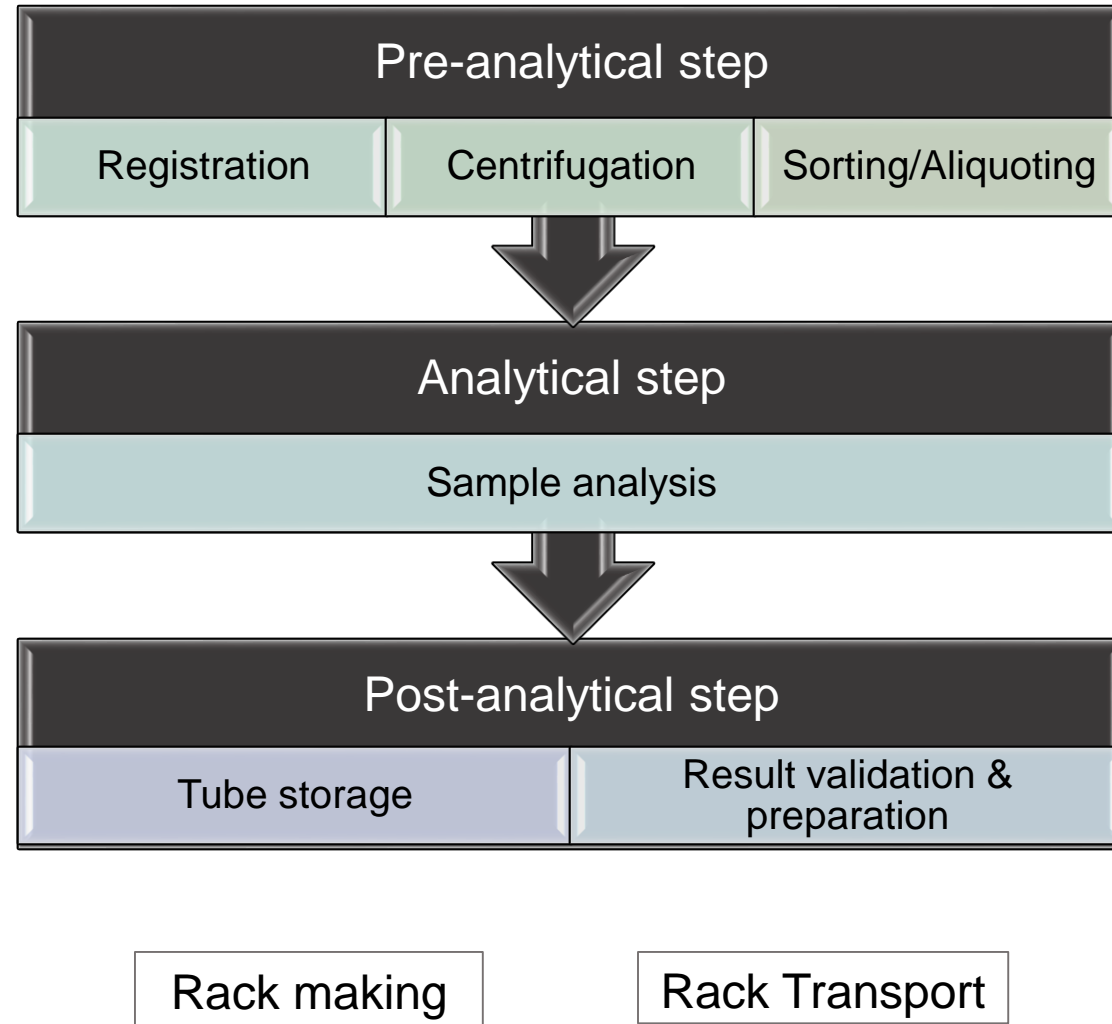 Pre-analytical step
Registration
Centrifugation
Sorting/Aliquoting
Analytical step
Sample analysis
Post-analytical step
Tube storage
Result validation &
preparation
Rack making
Rack Transport